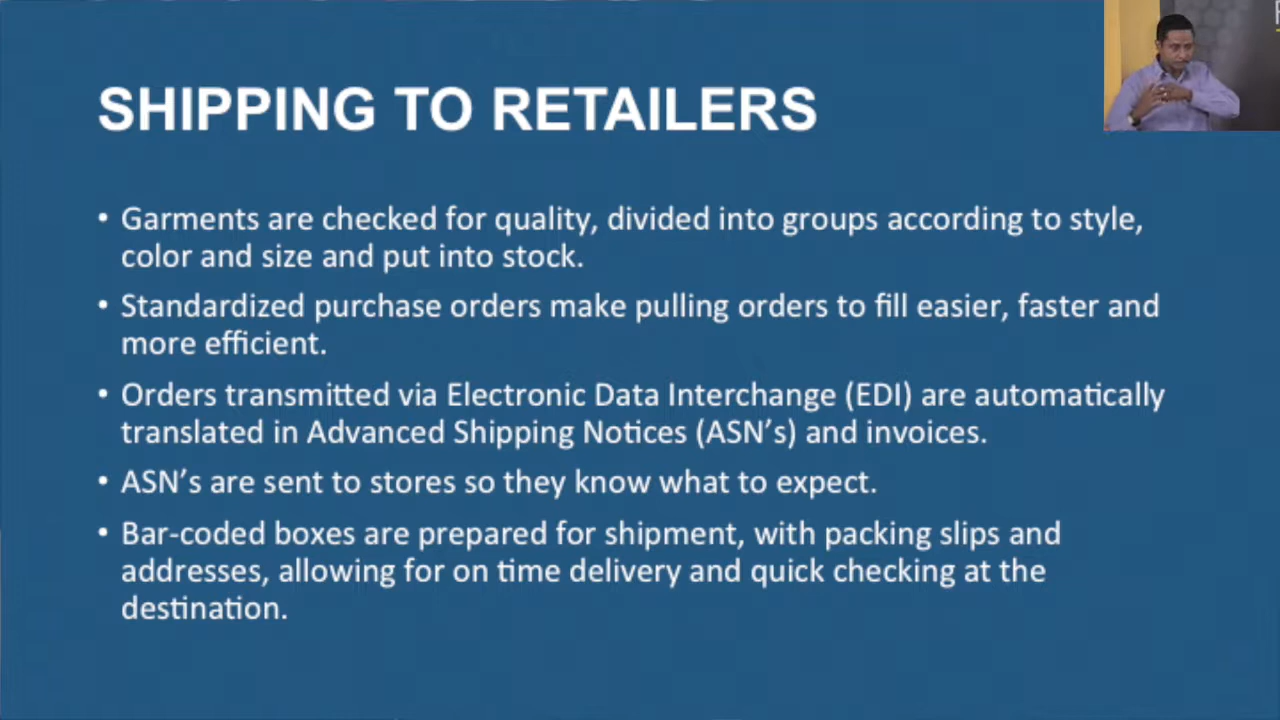 SHIPPING TO RETAILERS
• Garments are checked for quality, divided into groups according to style,
color and size and put into stock.
• Standardized purchase orders make pulling orders to fill easier, faster and
more efficient.
• Orders transmitted via Electronic Data Interchange (EDI) are automatically
translated in Advanced Shipping Notices (ASN’s) and invoices.
• ASN’s are sent to stores so they know what to expect.
• Bar-coded boxes are prepared for shipment, with packing slips and
addresses, allowing for on time delivery and quick checking at the
destination.